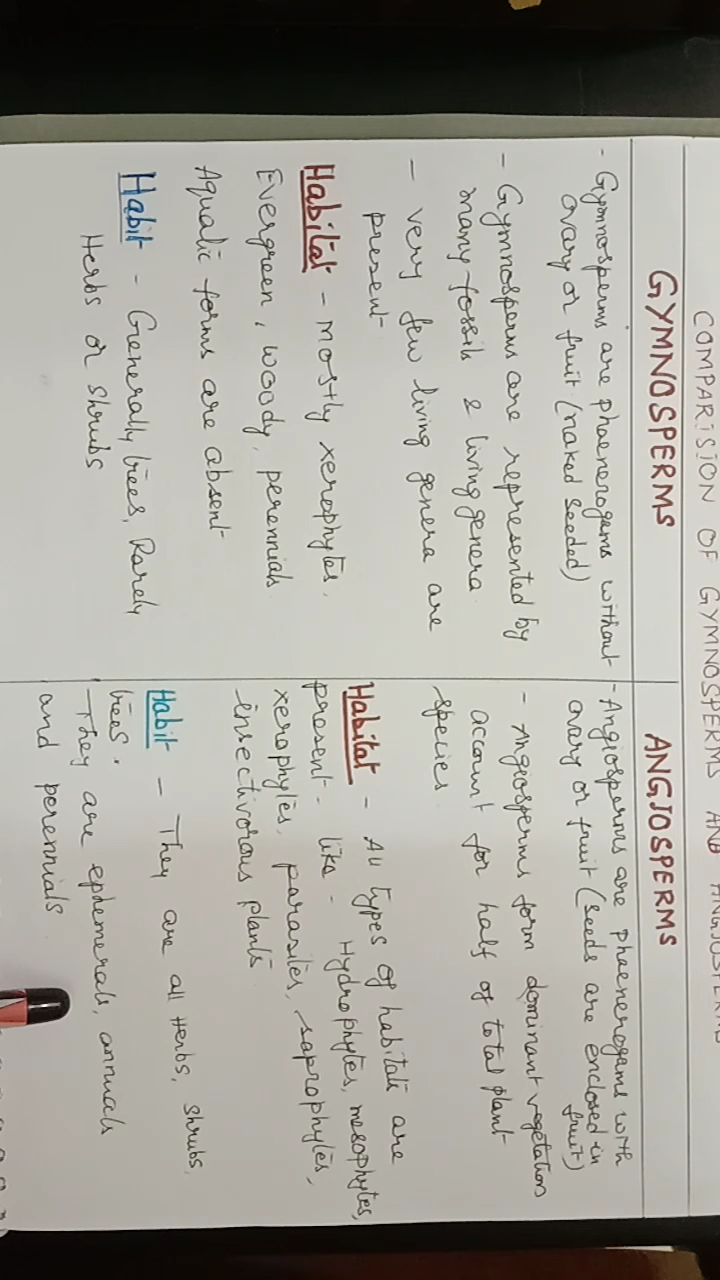 COMPARISION OF GYMNOSPERMS AND ANGIOSPERMS
GYMNOSPERMS
- Gymnosperms are phaenerogams without
ovary or fruit (naked seeded)
- Gymnosperms are represented by
many fossils & living genera
- very few living genera are
present
Habitat - mostly xerophytes,
Evergreen, woody, perennials
Aquatic forms are absent
Habit - Generally trees, Rarely
Herbs or shrubs
ANGIOSPERMS
- Angiosperms are phaenerogams with
ovary or fruit (seeds are enclosed in
fruit)
- Angiosperms form dominant vegetation
account for half of total plant
species
Habitat - All types of habitats are
present - like - Hydrophytes, mesophytes,
xerophytes, parasites, saprophytes,
insectivorous plants
Habit - They are all Herbs, shrubs,
trees.
- They are ephemerals, annuals
and perennials